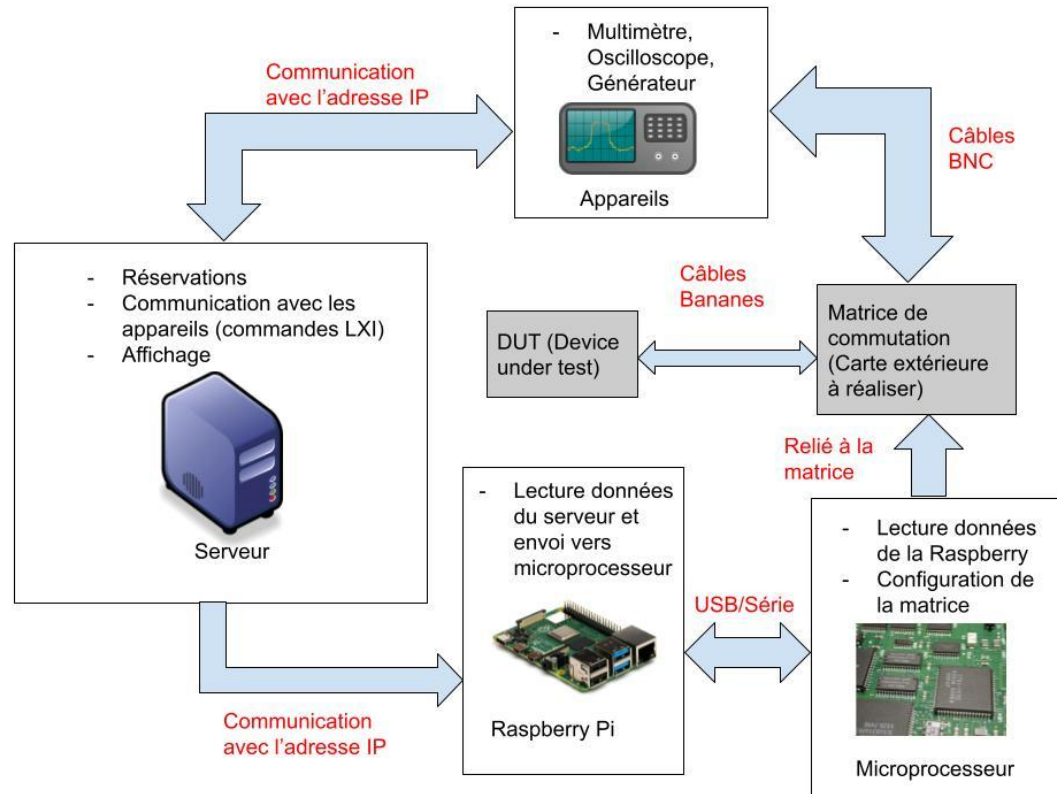 - Multimètre,
Oscilloscope,
Générateur
Appareils
Communication
avec l'adresse IP
Câbles
BNC
- Réservations
- Communication avec les
appareils (commandes LXI)
- Affichage
Serveur
Câbles
Bananes
DUT (Device
under test)
Matrice de
commutation
(Carte extérieure
à réaliser)
Relié à la
matrice
- Lecture données
du serveur et
envoi vers
microprocesseur
Raspberry Pi
USB/Série
- Lecture données
de la Raspberry
- Configuration de
la matrice
Microprocesseur
Communication
avec l'adresse IP